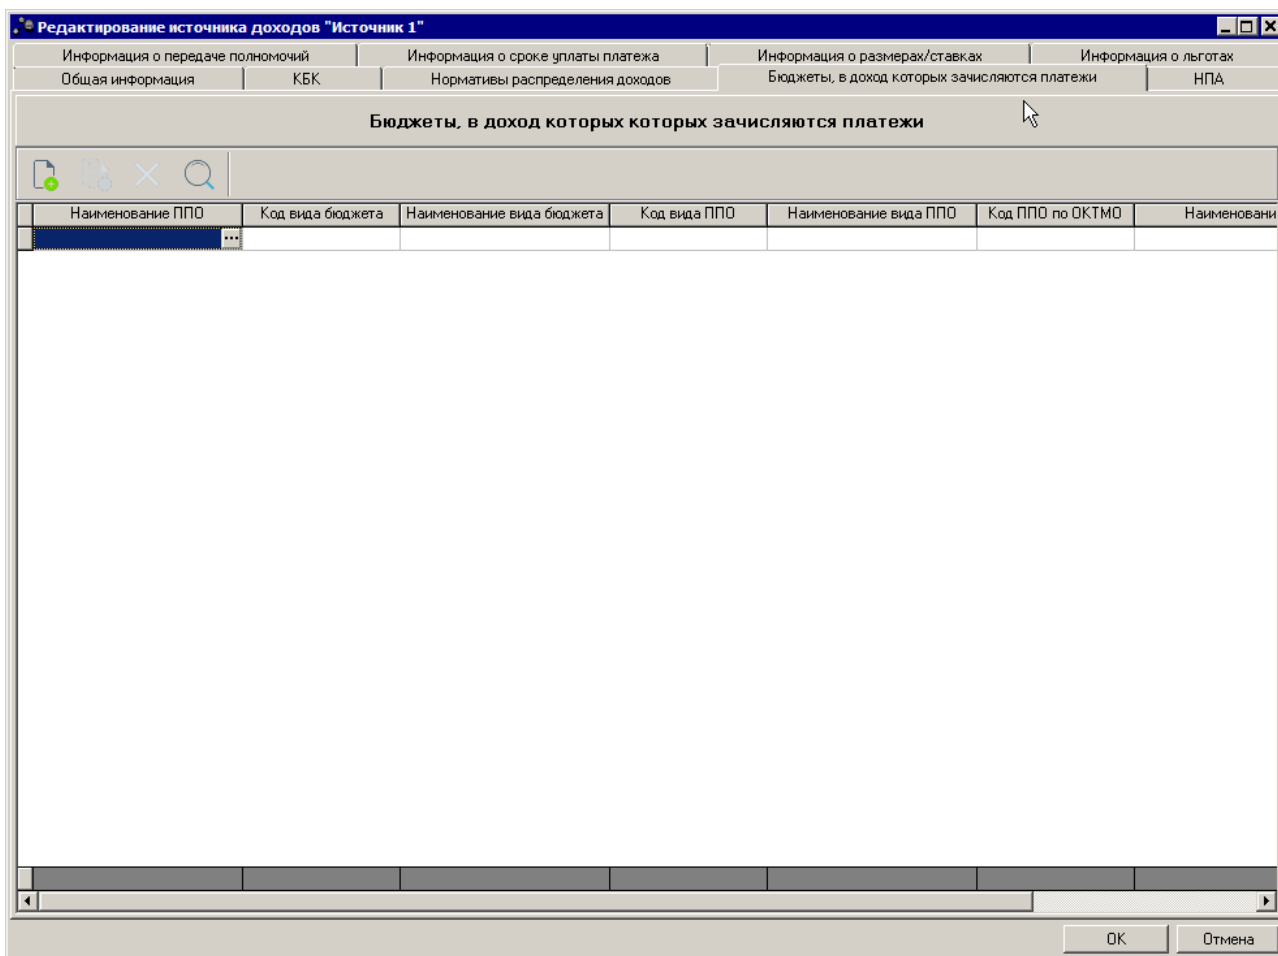 Редактирование источника доходов "Источник 1"
Информация о передаче полномочий Информация о сроке уплаты платежа Информация о размерах/ставках Информация о льготах
Общая информация КБК Нормативы распределения доходов Бюджеты, в доход которых зачисляются платежи НПА
Бюджеты, в доход которых которых зачисляются платежи
Наименование ППО Код вида бюджета Наименование вида бюджета Код вида ППО Наименование вида ППО Код ППО по ОКТМО Наименовани
...
OK Отмена